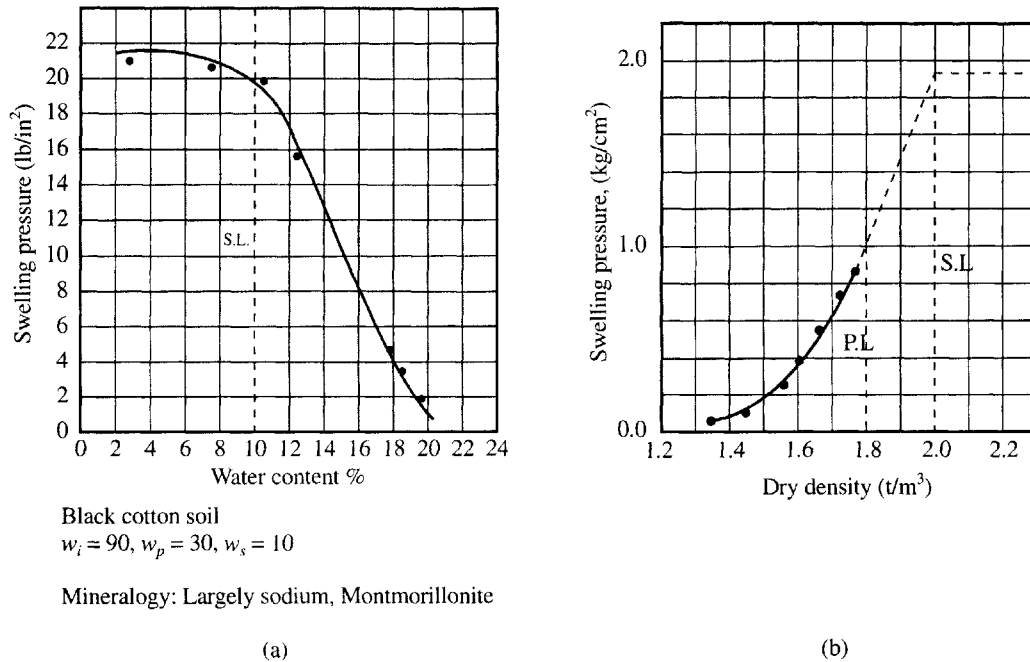 22
20
18
16
14
12
10
8
6
4
2
0
Swelling pressure (lb/in²)
S.L.
0 2 4 6 8 10 12 14 16 18 20 22 24
Water content %
Black cotton soil
w_i = 90, w_p = 30, w_s = 10
Mineralogy: Largely sodium, Montmorillonite
(a)
2.0
1.0
0.0
Swelling pressure, (kg/cm²)
P.L
S.L
1.2 1.4 1.6 1.8 2.0 2.2
Dry density (t/m³)
(b)